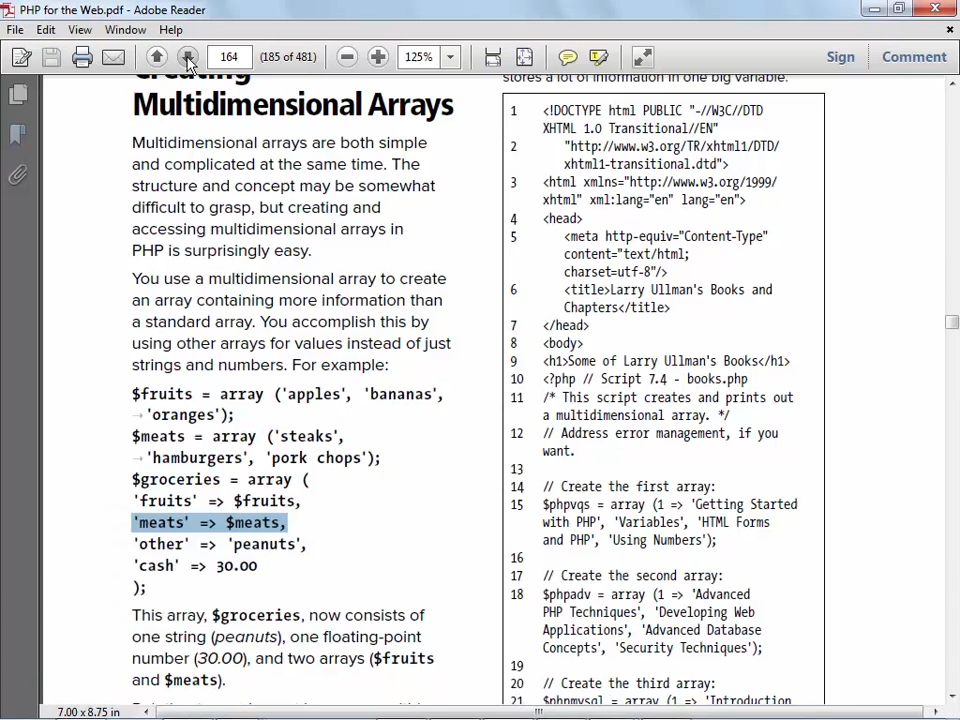 PHP for the Web.pdf - Adobe Reader
File Edit View Window Help
164 (185 of 481) 125% Sign Comment
Creating
Multidimensional Arrays
Multidimensional arrays are both simple
and complicated at the same time. The
structure and concept may be somewhat
difficult to grasp, but creating and
accessing multidimensional arrays in
PHP is surprisingly easy.
You use a multidimensional array to create
an array containing more information than
a standard array. You accomplish this by
using other arrays for values instead of just
strings and numbers. For example:
$fruits = array ('apples', 'bananas',
→'oranges');
$meats = array ('steaks',
→'hamburgers', 'pork chops');
$groceries = array (
'fruits' => $fruits,
'meats' => $meats,
'other' => 'peanuts',
'cash' => 30.00
);
This array, $groceries, now consists of
one string (peanuts), one floating-point
number (30.00), and two arrays ($fruits
and $meats).
stores a lot of information in one big variable.
1 <!DOCTYPE html PUBLIC "-//W3C//DTD
XHTML 1.0 Transitional//EN"
2 "http://www.w3.org/TR/xhtml1/DTD/
xhtml1-transitional.dtd">
3 <html xmlns="http://www.w3.org/1999/
xhtml" xml:lang="en" lang="en">
4 <head>
5 <meta http-equiv="Content-Type"
content="text/html;
charset=utf-8"/>
6 <title>Larry Ullman's Books and
Chapters</title>
7 </head>
8 <body>
9 <h1>Some of Larry Ullman's Books</h1>
10 <?php // Script 7.4 - books.php
11 /* This script creates and prints out
a multidimensional array. */
12 // Address error management, if you
want.
13
14 // Create the first array:
15 $phpvqs = array (1 => 'Getting Started
with PHP', 'Variables', 'HTML Forms
and PHP', 'Using Numbers');
16
17 // Create the second array:
18 $phpadv = array (1 => 'Advanced
PHP Techniques', 'Developing Web
Applications', 'Advanced Database
Concepts', 'Security Techniques');
19
20 // Create the third array:
21 $phpmysql = array (1 => 'Introduction
7.00 x 8.75 in